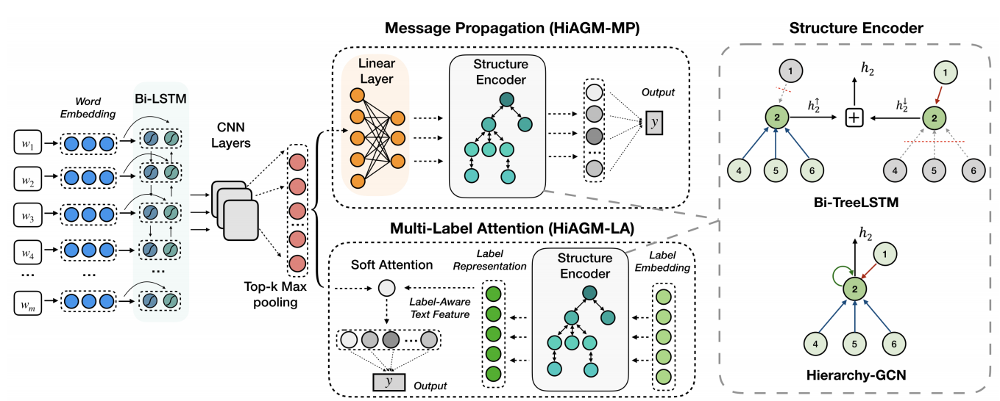 Message Propagation (HiAGM-MP)
Structure Encoder
Word
Embedding
Bi-LSTM
w1
w2
w3
w4
...
...
...
wm
CNN
Layers
...
Top-k Max
pooling
Linear
Layer
Structure
Encoder
...
Output
y
Multi-Label Attention (HiAGM-LA)
Soft Attention
Label
Representation
Structure
Encoder
Label
Embedding
Label-Aware
Text Feature
...
y
Output
1
h2
1
2
h2↑
+
h2↓
2
4
5
6
4
5
6
Bi-TreeLSTM
h2
1
2
4
5
6
Hierarchy-GCN